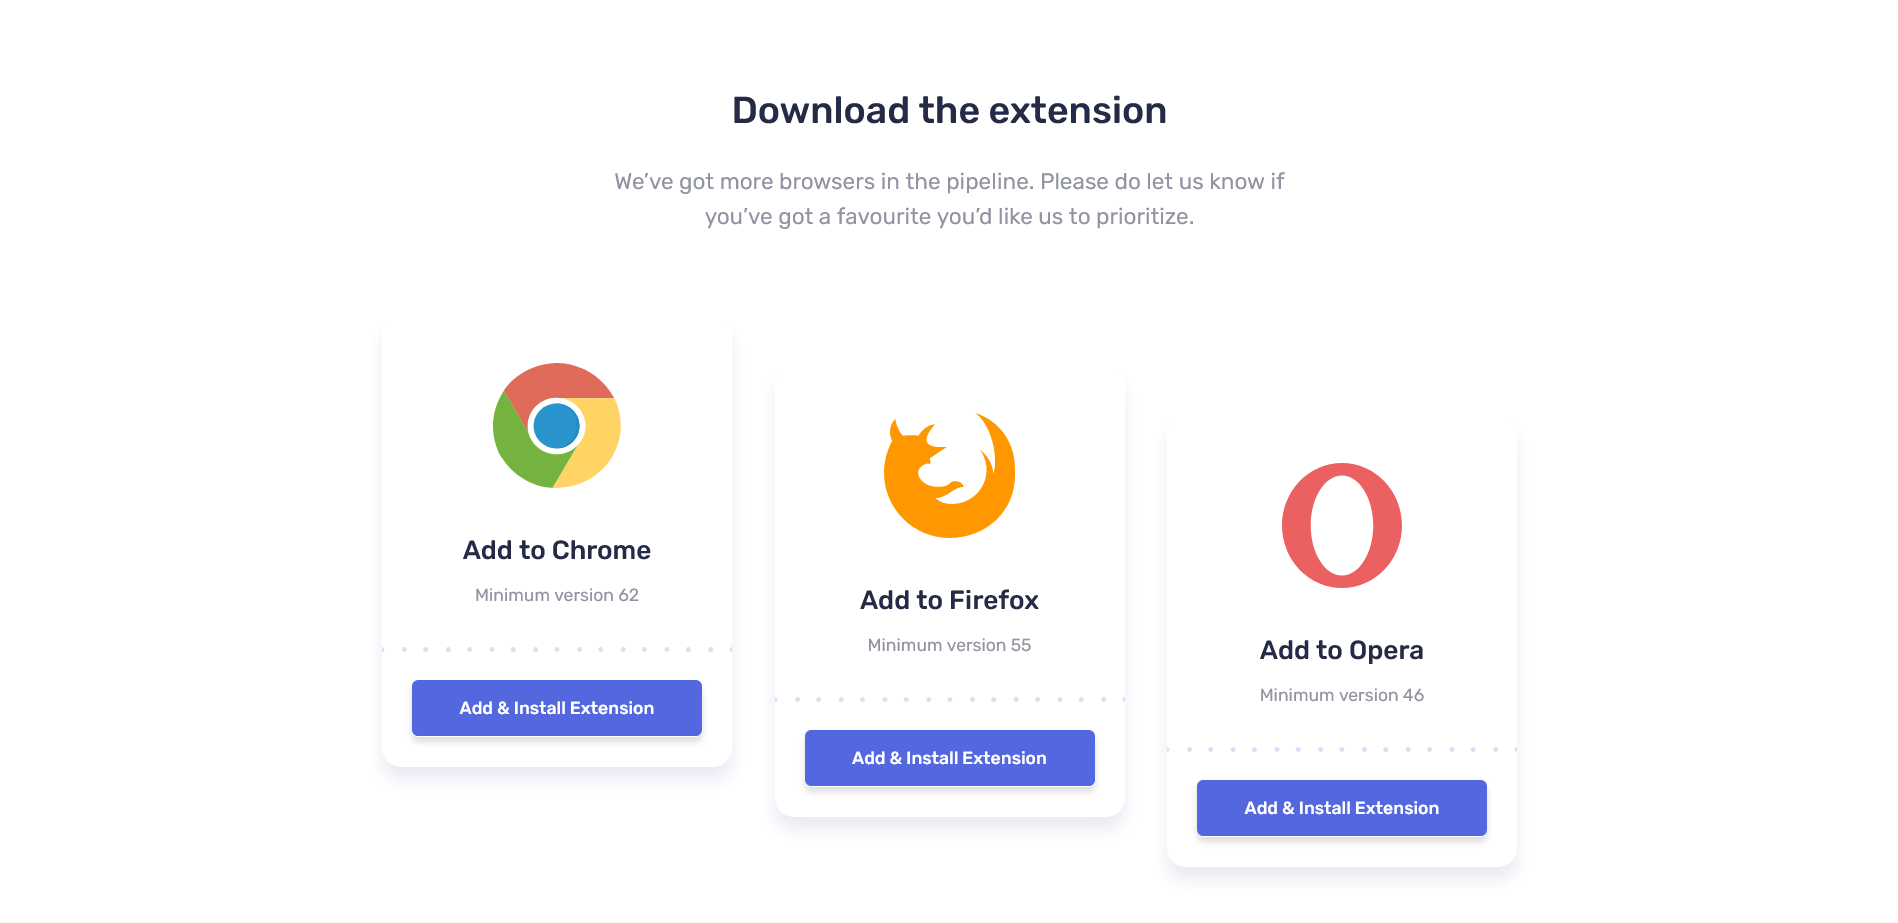 Download the extension
We’ve got more browsers in the pipeline. Please do let us know if
you’ve got a favourite you’d like us to prioritize.
Add to Chrome
Minimum version 62
Add & Install Extension
Add to Firefox
Minimum version 55
Add & Install Extension
Add to Opera
Minimum version 46
Add & Install Extension